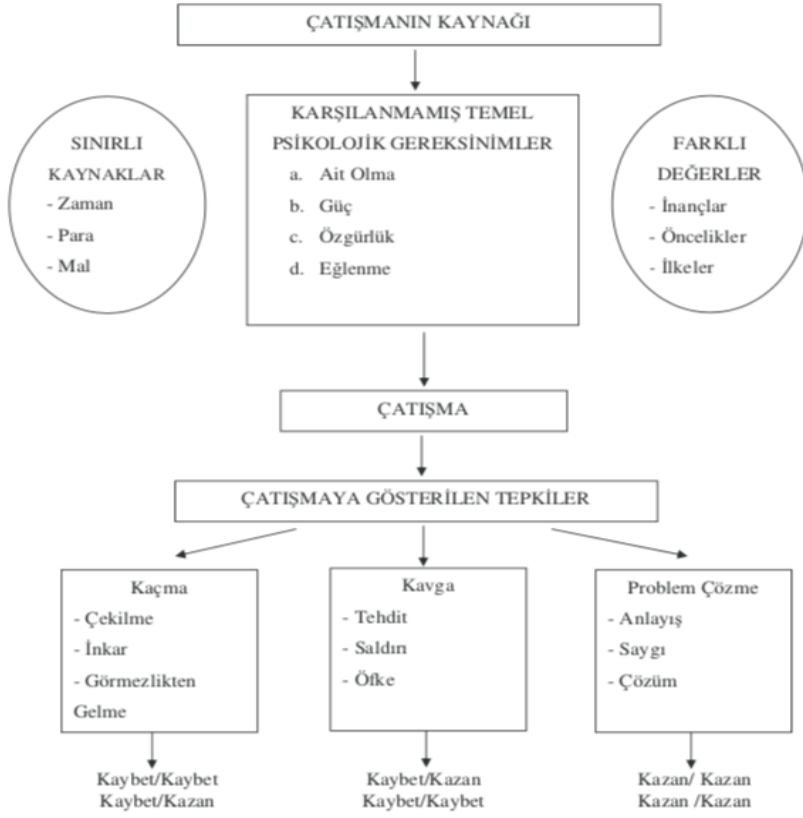 ÇATIŞMANIN KAYNAĞI
SINIRLI
KAYNAKLAR
- Zaman
- Para
- Mal
KARŞILANMAMIŞ TEMEL
PSİKOLOJİK GEREKSİNİMLER
a. Ait Olma
b. Güç
c. Özgürlük
d. Eğlenme
FARKLI
DEĞERLER
- İnançlar
- Öncelikler
- İlkeler
ÇATIŞMA
ÇATIŞMAYA GÖSTERİLEN TEPKİLER
Kaçma
- Çekilme
- İnkar
- Görmezlikten
Gelme
Kavga
- Tehdit
- Saldırı
- Öfke
Problem Çözme
- Anlayış
- Saygı
- Çözüm
Kaybet/Kaybet
Kaybet/Kazan
Kaybet/Kazan
Kaybet/Kaybet
Kazan/ Kazan
Kazan /Kazan